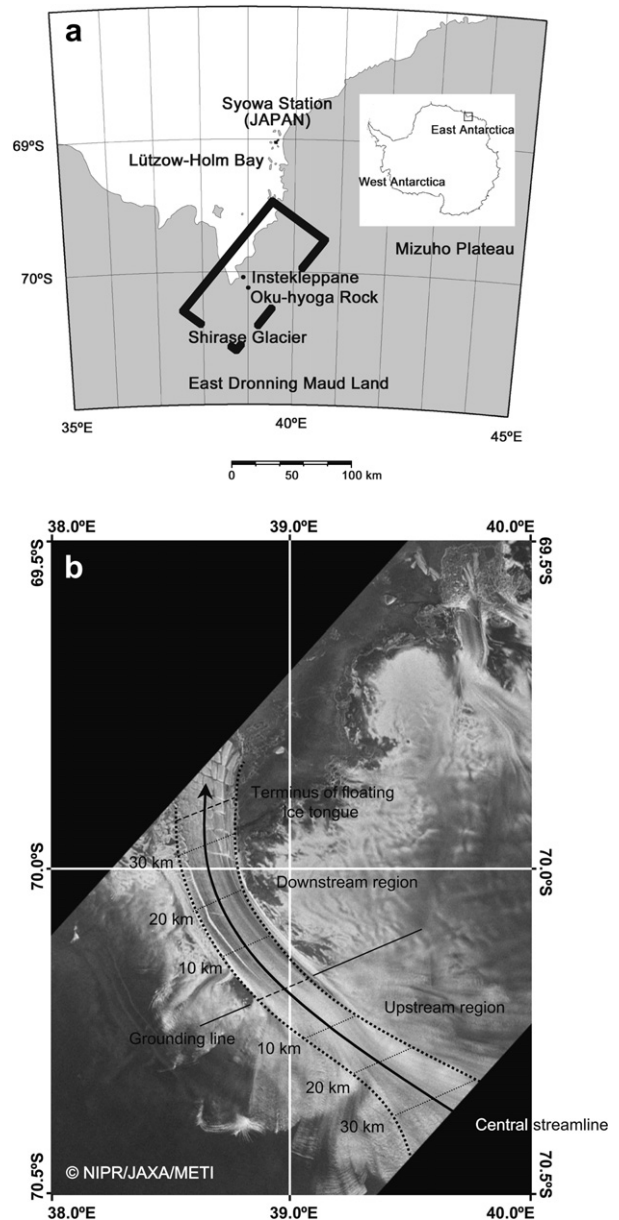 a
Syowa Station
(JAPAN)
69ºS
Lützow-Holm Bay
East Antarctica
West Antarctica
Mizuho Plateau
70ºS
Instekleppane
Oku-hyoga Rock
Shirase Glacier
East Dronning Maud Land
35ºE
40ºE
45ºE
0 50 100 km
38.0ºE 39.0ºE 40.0ºE
69.5ºS
69.5ºS
b
Terminus of floating
ice tongue
30 km
70.0ºS
70.0ºS
Downstream region
20 km
10 km
Upstream region
Grounding line
10 km
20 km
30 km
Central streamline
© NIPR/JAXA/METI
70.5ºS
70.5ºS
38.0ºE 39.0ºE 40.0ºE